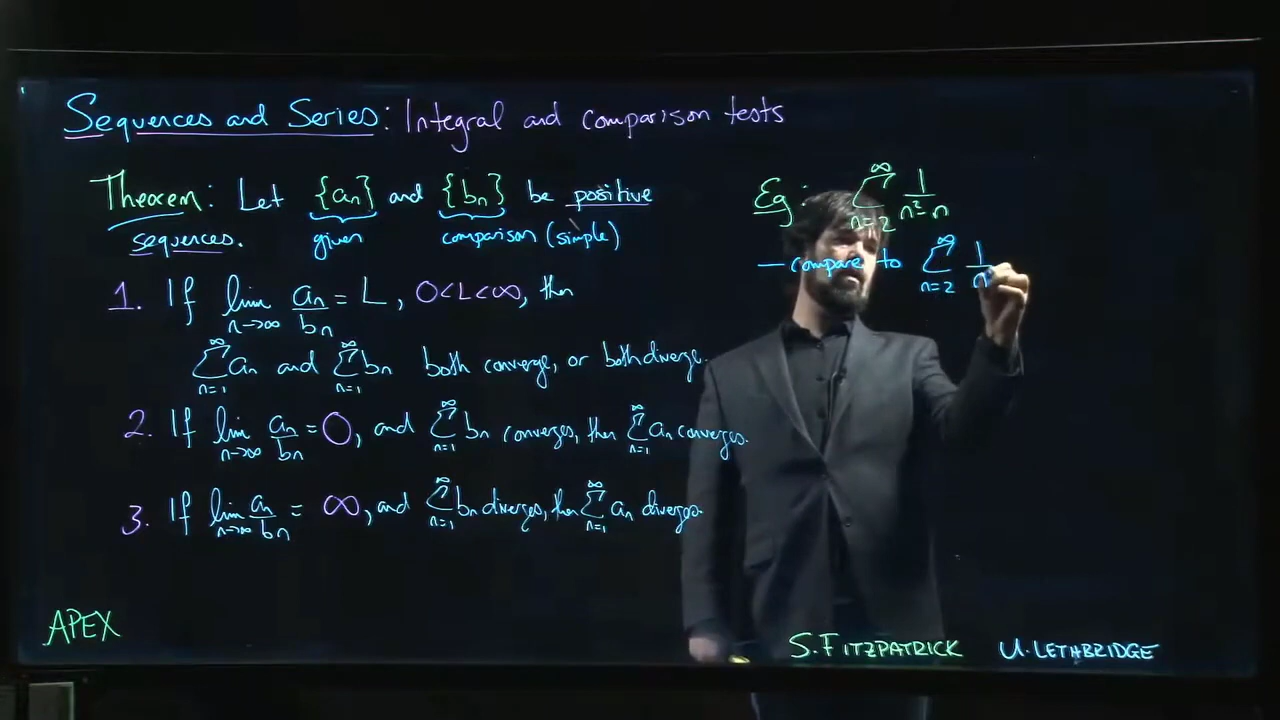 Sequences and Series: Integral and comparison tests
Theorem: Let {aₙ} and {bₙ} be positive
sequences. given comparison (simple)
1. If lim n→∞ aₙ/bₙ = L, 0<L<∞, then
∞∑n=1 aₙ and ∞∑n=1 bₙ both converge, or both diverge.
2. If lim n→∞ aₙ/bₙ = 0, and ∞∑n=1 bₙ converges, then ∞∑n=1 aₙ converges.
3. If lim n→∞ aₙ/bₙ = ∞, and ∞∑n=1 bₙ diverges, then ∞∑n=1 aₙ diverges.
Eg: ∞∑n=2 1/n²-n
— compare to ∞∑n=2 1/n
APEX
S. FITZPATRICK U. LETHBRIDGE